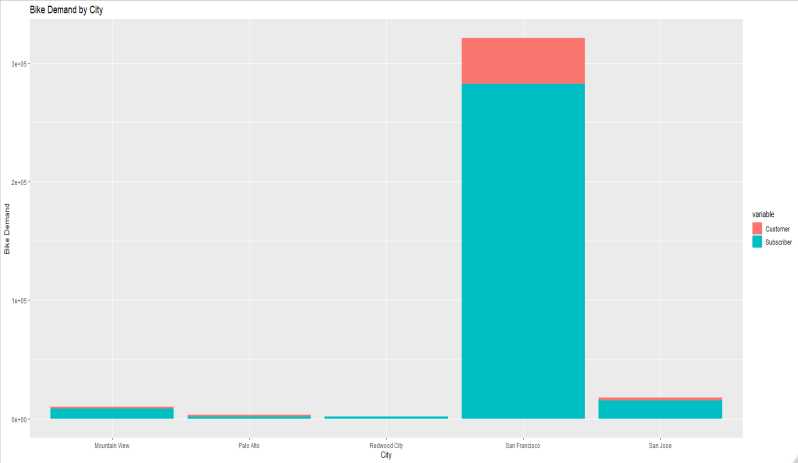 Bike Demand by City
3e+05
2e+05
1e+05
0e+00
Bike Demand
Mountain View
Palo Alto
Redwood City
San Francisco
San Jose
City
variable
Customer
Subscriber